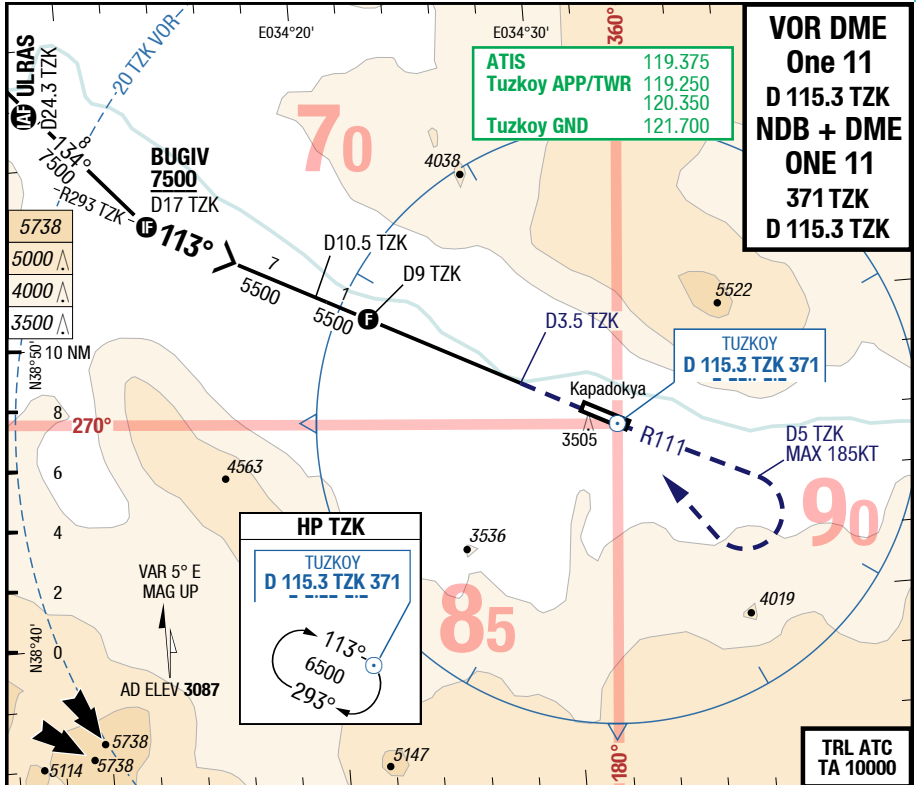 E034°20'
E034°30'
360°
VOR DME
One 11
D 115.3 TZK
NDB + DME
ONE 11
371 TZK
D 115.3 TZK
ATIS 119.375
Tuzkoy APP/TWR 119.250
120.350
Tuzkoy GND 121.700
IAF ULRAS
D24.3 TZK
20 TZK VOR
8
134°
7500
R293 TZK
70
4038
BUGIV
7500
D17 TZK
IF
113°
7
5500
D10.5 TZK
1
5500
D9 TZK
F
5738
5000
4000
3500
5522
D3.5 TZK
TUZKOY
D 115.3 TZK 371
Kapadokya
3505
R111
D5 TZK
MAX 185KT
90
N38°50'
10 NM
8
6
4
2
0
N38°40'
270°
4563
HP TZK
TUZKOY
D 115.3 TZK 371
113°
6500
293°
3536
85
4019
VAR 5° E
MAG UP
AD ELEV 3087
5738
5738
5114
5147
180°
TRL ATC
TA 10000